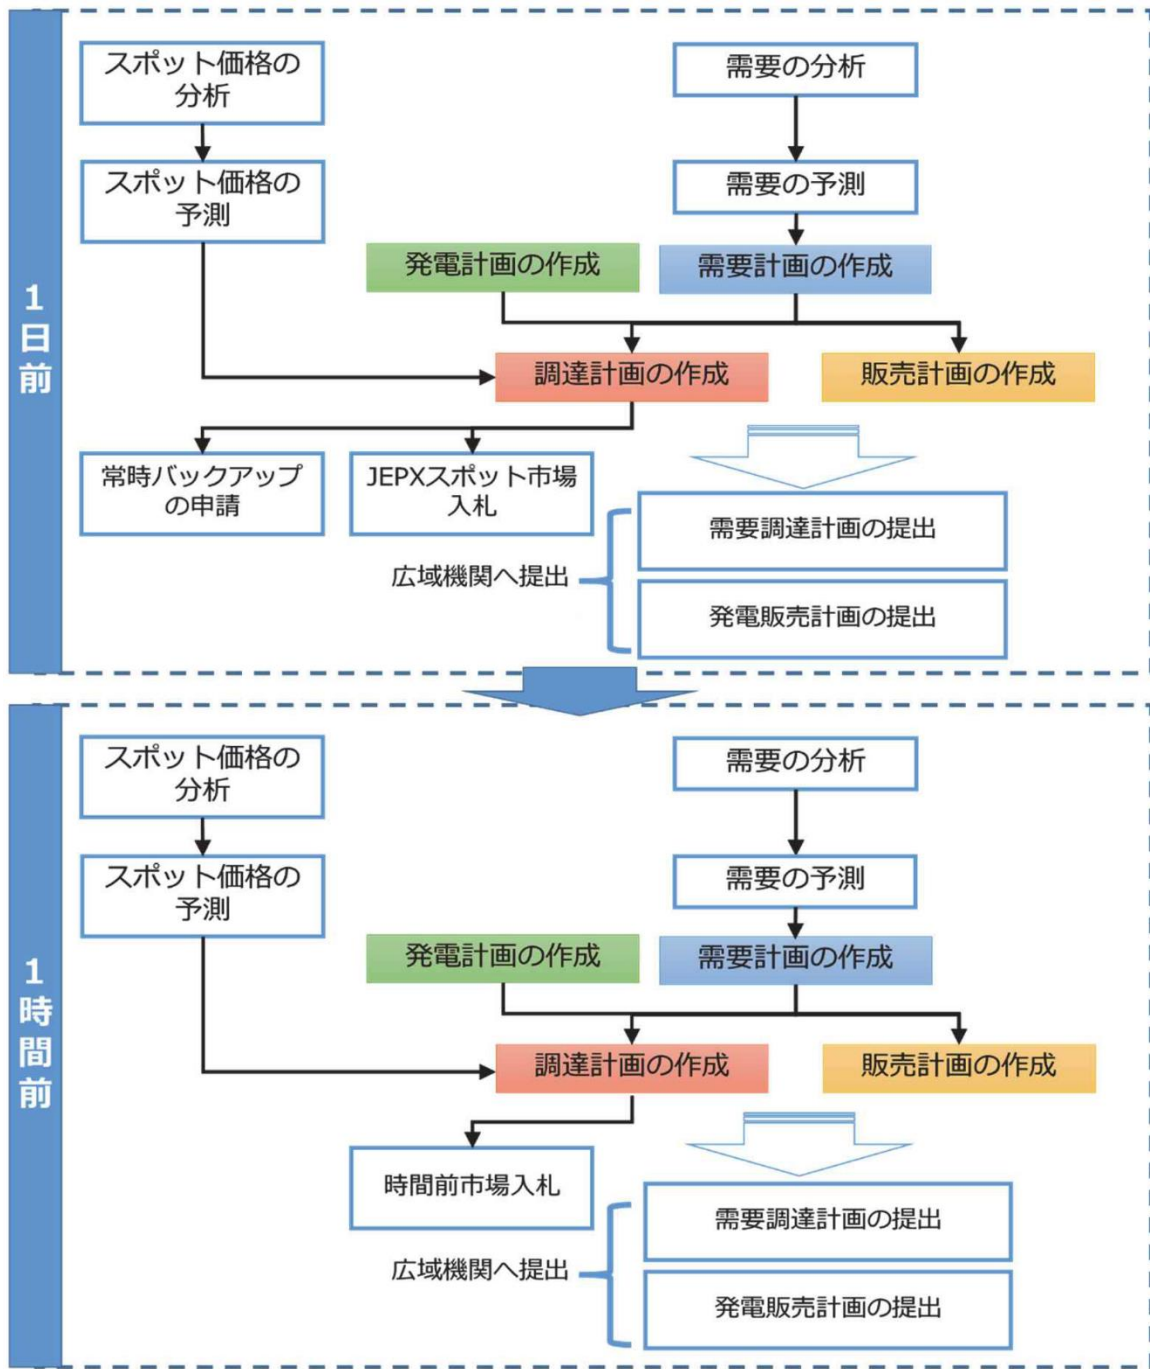 1日前
スポット価格の
分析
需要の分析
スポット価格の
予測
需要の予測
発電計画の作成
需要計画の作成
調達計画の作成
販売計画の作成
常時バックアップ
の申請
JEPXスポット市場
入札
需要調達計画の提出
広域機関へ提出
発電販売計画の提出
1時間前
スポット価格の
分析
需要の分析
スポット価格の
予測
需要の予測
発電計画の作成
需要計画の作成
調達計画の作成
販売計画の作成
時間前市場入札
需要調達計画の提出
広域機関へ提出
発電販売計画の提出